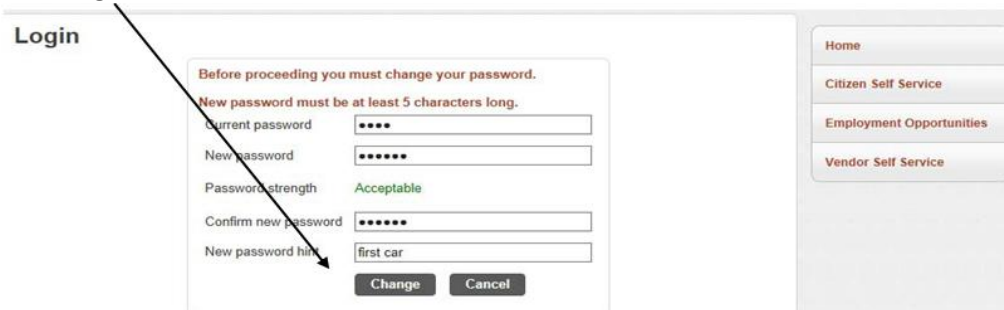 Login
Before proceeding you must change your password.
New password must be at least 5 characters long.
Current password ••••
New password ••••••
Password strength Acceptable
Confirm new password ••••••
New password hint first car
Change Cancel
Home
Citizen Self Service
Employment Opportunities
Vendor Self Service